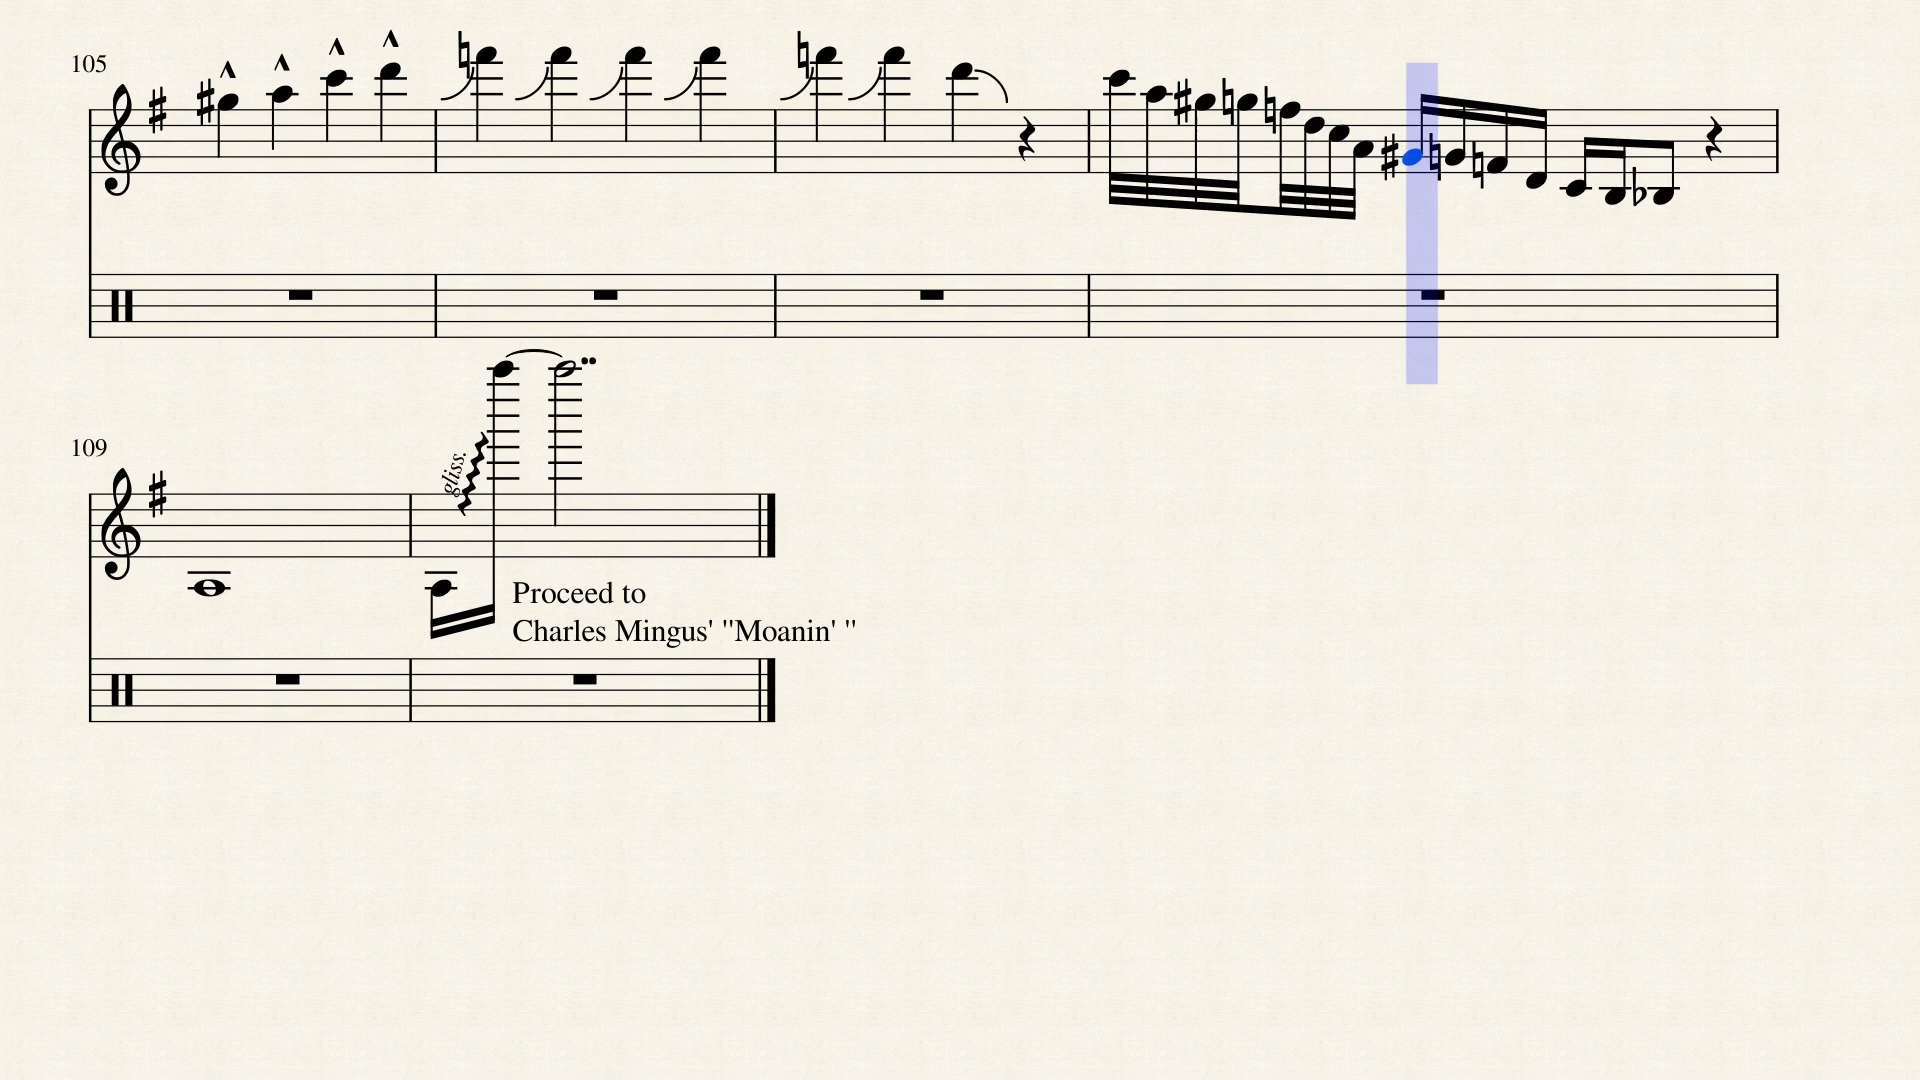 105
109
gliss.
Proceed to
Charles Mingus' "Moanin' "